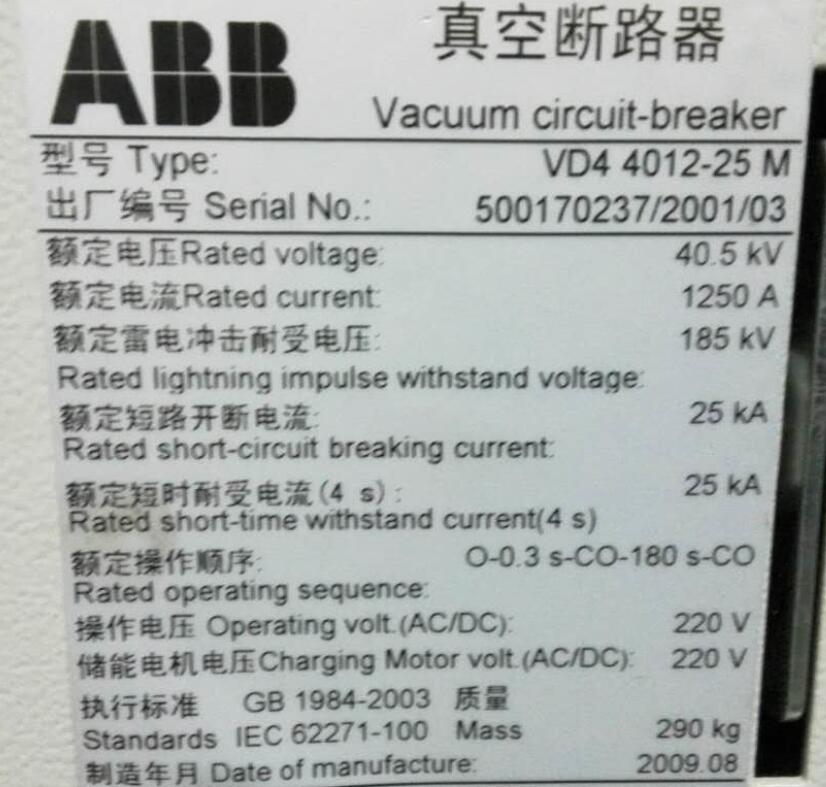 ABB
真空断路器
Vacuum circuit-breaker
型号 Type: VD4 4012-25 M
出厂编号 Serial No.: 500170237/2001/03
额定电压Rated voltage: 40.5 kV
额定电流Rated current: 1250 A
额定雷电冲击耐受电压: 185 kV
Rated lightning impulse withstand voltage:
额定短路开断电流: 25 kA
Rated short-circuit breaking current:
额定短时耐受电流(4 s): 25 kA
Rated short-time withstand current(4 s)
额定操作顺序: O-0.3 s-CO-180 s-CO
Rated operating sequence:
操作电压 Operating volt.(AC/DC): 220 V
储能电机电压Charging Motor volt.(AC/DC): 220 V
执行标准 GB 1984-2003 质量
Standards IEC 62271-100 Mass 290 kg
制造年月 Date of manufacture: 2009.08